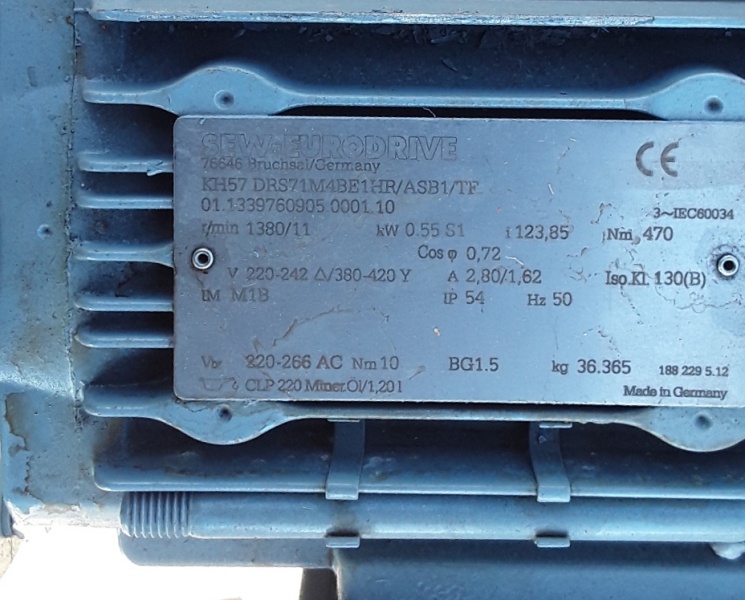 SEW-EURODRIVE
76646 Bruchsal/Germany
CE
KH57 DRS71M4BE1HR/ASB1/TF
01.1339760905.0001.10
3~IEC60034
r/min 1380/11 kW 0.55 S1 i 123,85 Nm 470
Cos φ 0,72
V 220-242 △/380-420 Y A 2,80/1,62 Iso.Kl. 130(B)
IM M1B IP 54 Hz 50
Vbr 220-266 AC Nm 10 BG1.5 kg 36.365 188 229 5.12
CLP 220 Miner.Öl/1,20 l Made in Germany